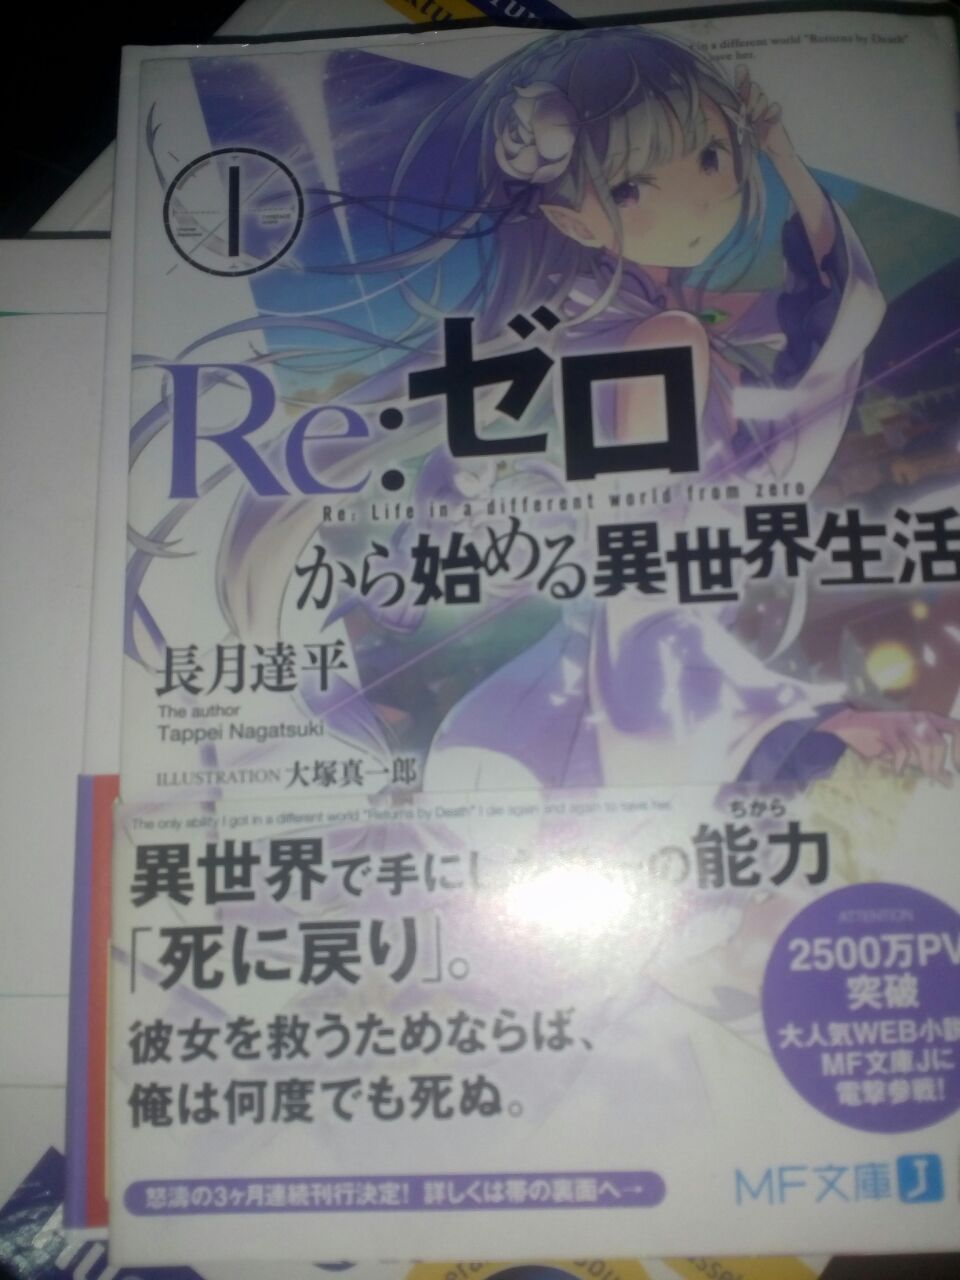 in a different world "Returns by Death"
save her.
1
Re:ゼロ
Re: Life in a different world from zero
から始める異世界生活
長月達平
The author
Tappei Nagatsuki
ILLUSTRATION 大塚真一郎
The only ability I got in a different world "Returns by Death" I die again and again to save her.
ちから
異世界で手にし の能力
「死に戻り」。
彼女を救うためならば、
俺は何度でも死ぬ。
ATTENTION
2500万PV
突破
大人気WEB小説
MF文庫Jに
電撃参戦!
怒濤の3ヶ月連続刊行決定! 詳しくは帯の裏面へ→
MF文庫J